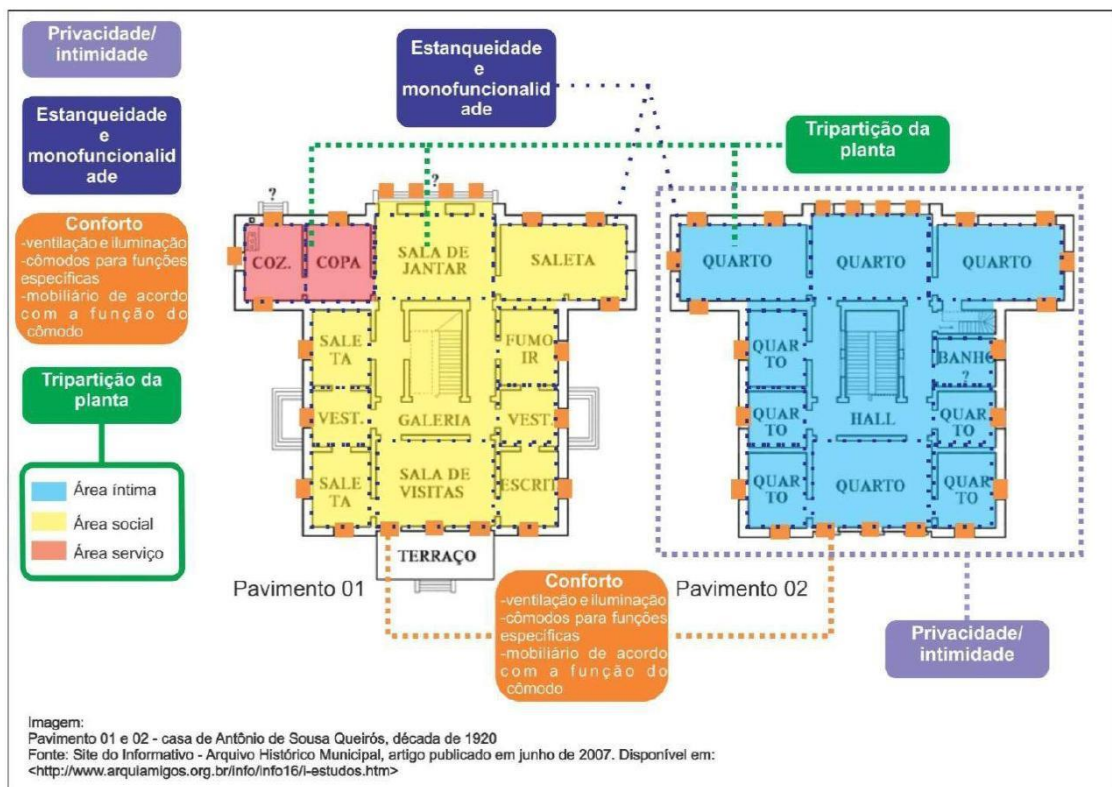 Privacidade/
intimidade
Estanqueidade
e
monofuncionalid
ade
Conforto
-ventilação e iluminação
-cômodos para funções
específicas
-mobiliário de acordo
com a função do
cômodo
Tripartição da
planta
Área íntima
Área social
Área serviço
Estanqueidade
e
monofuncionalid
ade
Tripartição da
planta
?
?
COZ.
COPA
SALA DE
JANTAR
SALETA
SALE
TA
FUMO
IR
VEST.
GALERIA
VEST.
SALE
TA
SALA DE
VISITAS
ESCRIT.
TERRAÇO
Pavimento 01
QUARTO
QUARTO
QUARTO
QUAR
TO
BANHO
?
QUAR
TO
HALL
QUAR
TO
QUAR
TO
QUARTO
QUAR
TO
Pavimento 02
Conforto
-ventilação e iluminação
-cômodos para funções
específicas
-mobiliário de acordo
com a função do
cômodo
Privacidade/
intimidade
Imagem:
Pavimento 01 e 02 - casa de Antônio de Sousa Queirós, década de 1920
Fonte: Site do Informativo - Arquivo Histórico Municipal, artigo publicado em junho de 2007. Disponível em:
<http://www.arquiamigos.org.br/info/info16/i-estudos.htm>